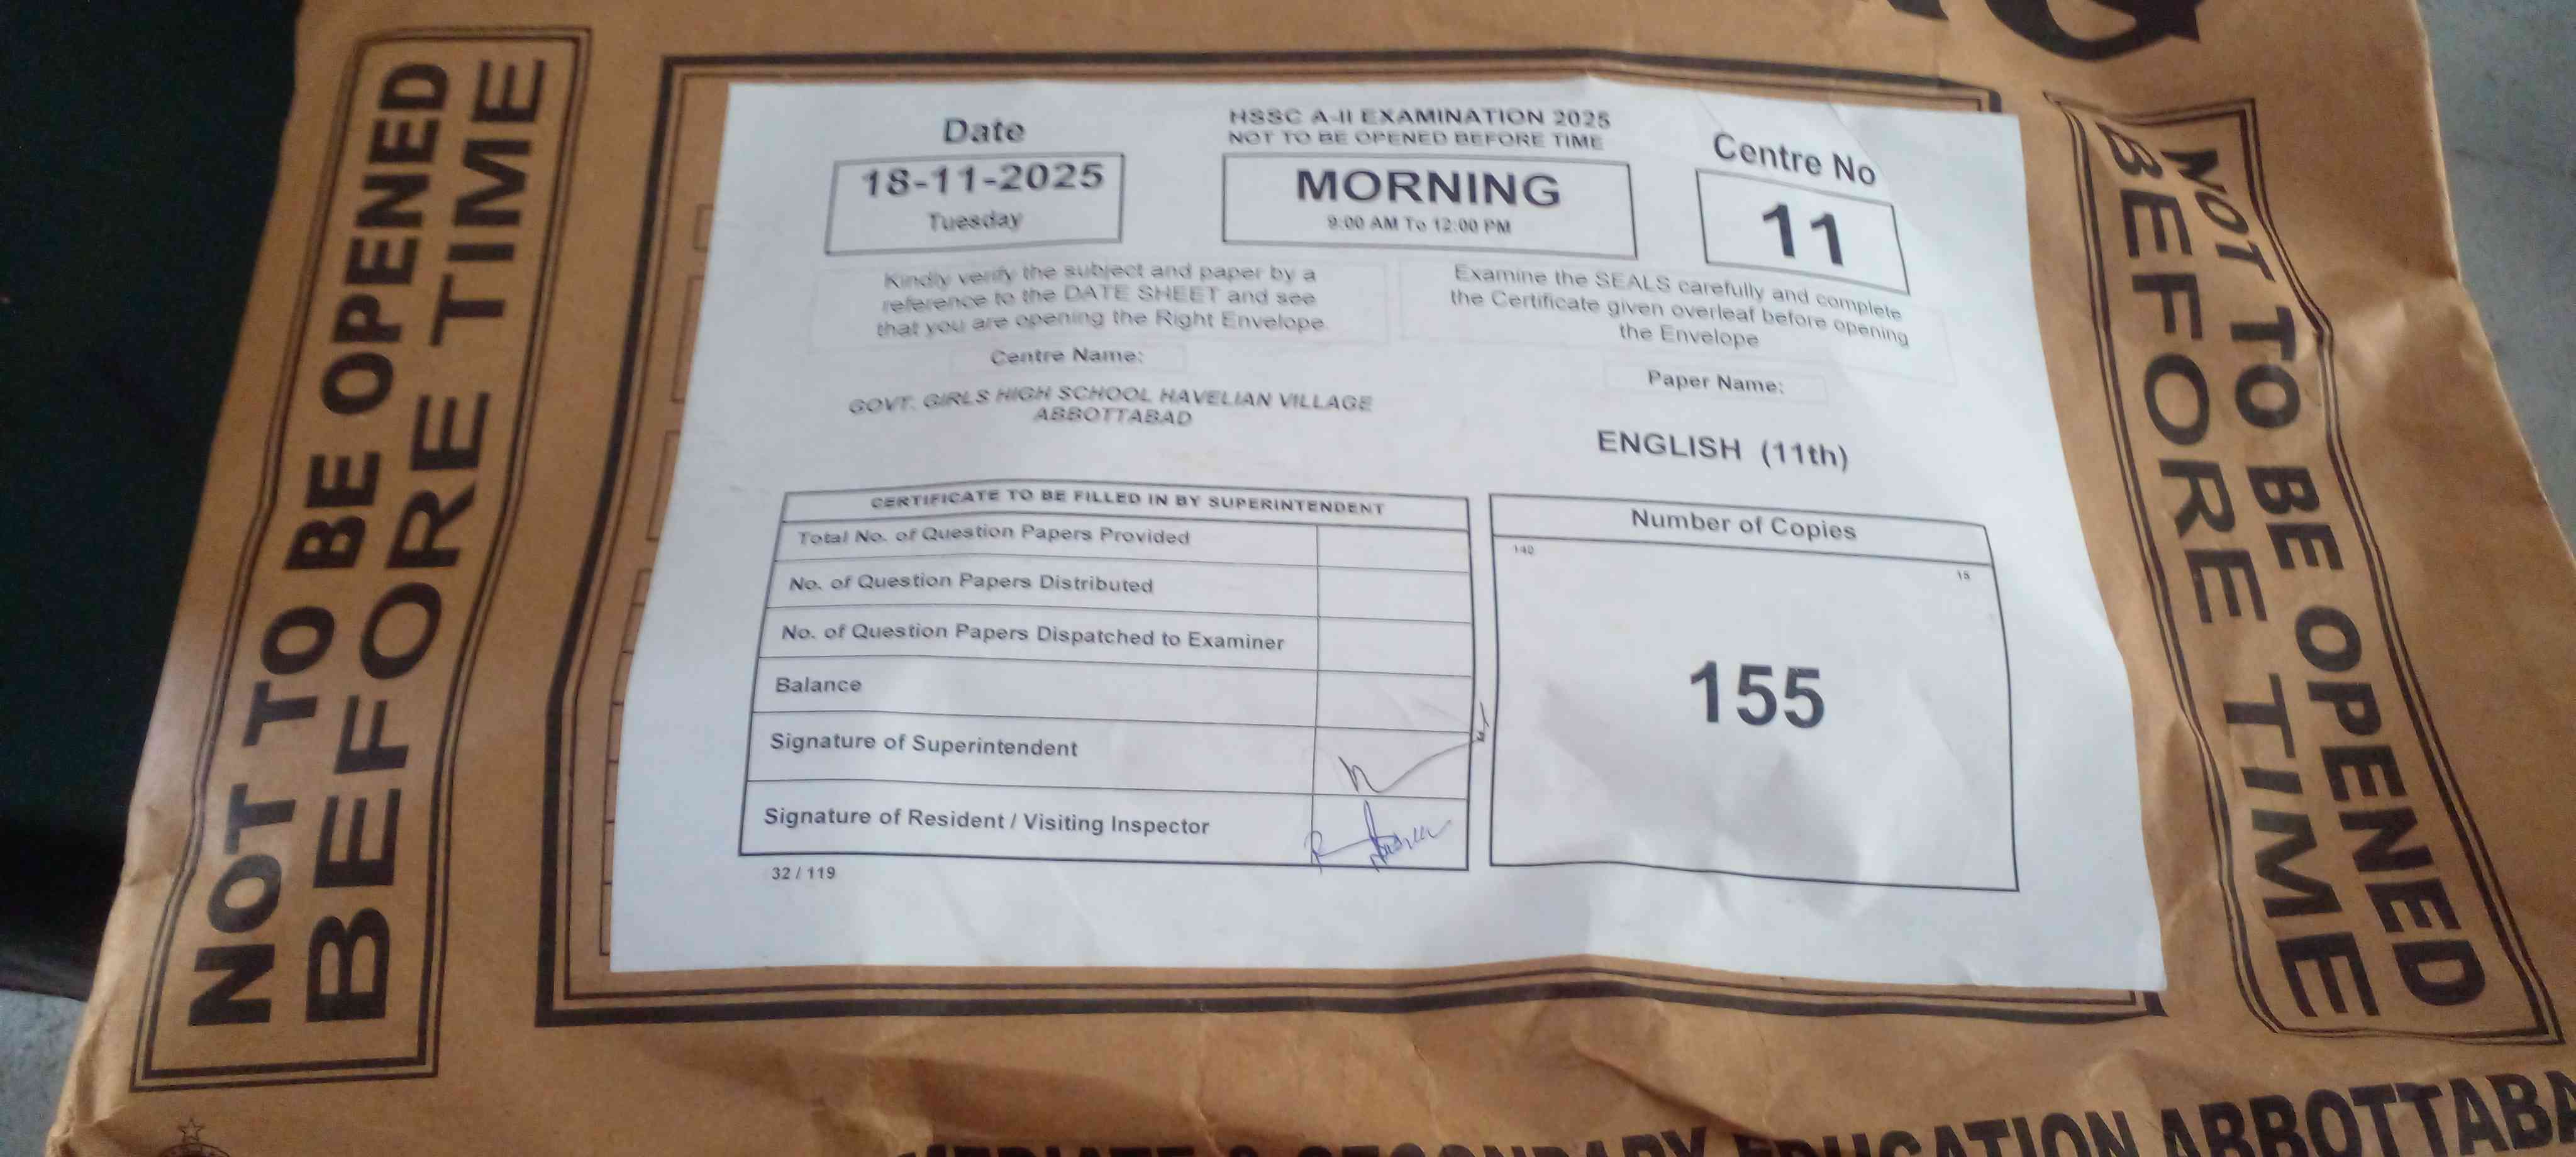 NOT TO BE OPENED
BEFORE TIME
Date
18-11-2025
Tuesday
HSSC A-II EXAMINATION 2025
NOT TO BE OPENED BEFORE TIME
MORNING
9:00 AM To 12:00 PM
Centre No
11
Kindly verify the subject and paper by a
reference to the DATE SHEET and see
that you are opening the Right Envelope.
Examine the SEALS carefully and complete
the Certificate given overleaf before opening
the Envelope
Centre Name:
GOVT. GIRLS HIGH SCHOOL HAVELIAN VILLAGE
ABBOTTABAD
Paper Name:
ENGLISH (11th)
CERTIFICATE TO BE FILLED IN BY SUPERINTENDENT
Total No. of Question Papers Provided
No. of Question Papers Distributed
No. of Question Papers Dispatched to Examiner
Balance
Signature of Superintendent
Signature of Resident / Visiting Inspector
32 / 119
Number of Copies
140
15
155
NOT TO BE OPENED
BEFORE TIME
& SECONDARY EDUCATION ABBOTTABA